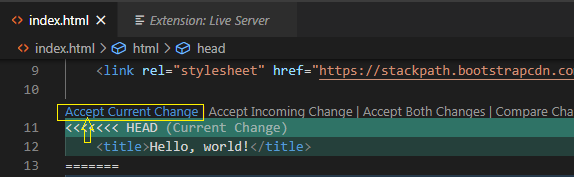 index.html × Extension: Live Server
index.html > html > head
9 <link rel="stylesheet" href="https://stackpath.bootstrapcdn.co
10
Accept Current Change | Accept Incoming Change | Accept Both Changes | Compare Cha
11 <<<<<<< HEAD (Current Change)
12 <title>Hello, world!</title>
13 =======